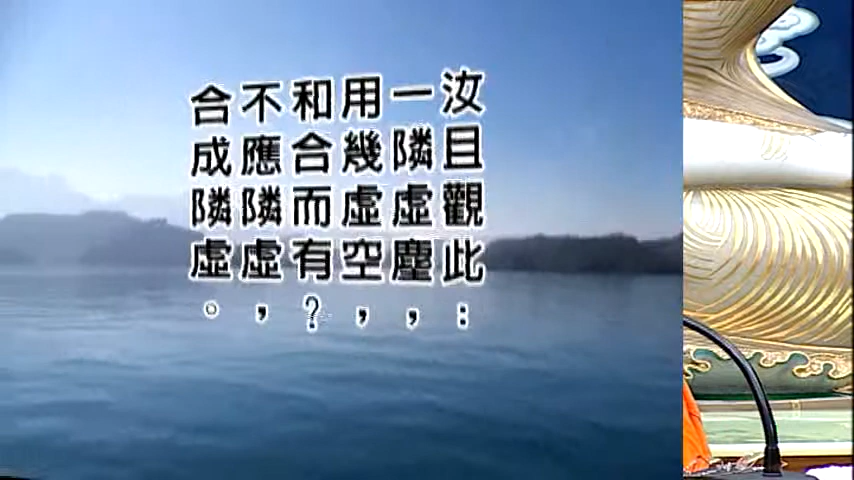 汝且觀此：
一隣虛塵，
用幾虛空
，和合而有？
不應隣虛，
合成隣虛。